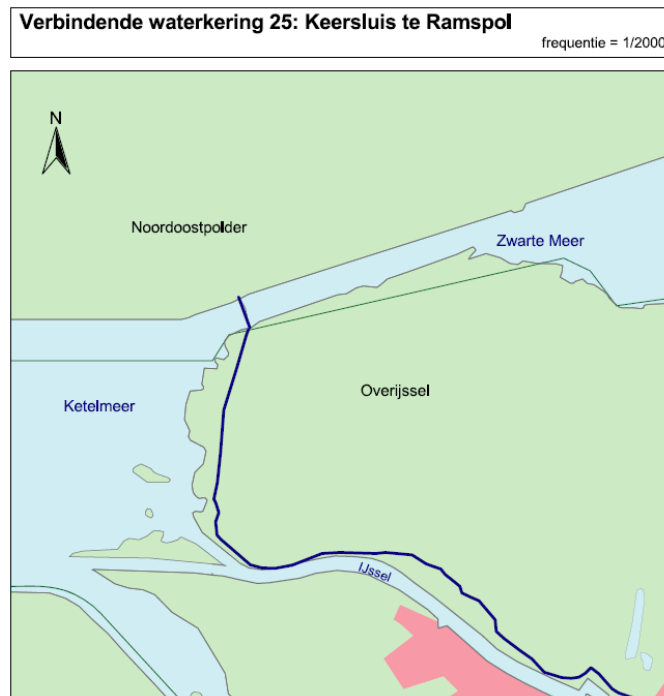 Verbindende waterkering 25: Keersluis te Ramspol
frequentie = 1/2000
N
Noordoostpolder
Zwarte Meer
Overijssel
Ketelmeer
IJssel